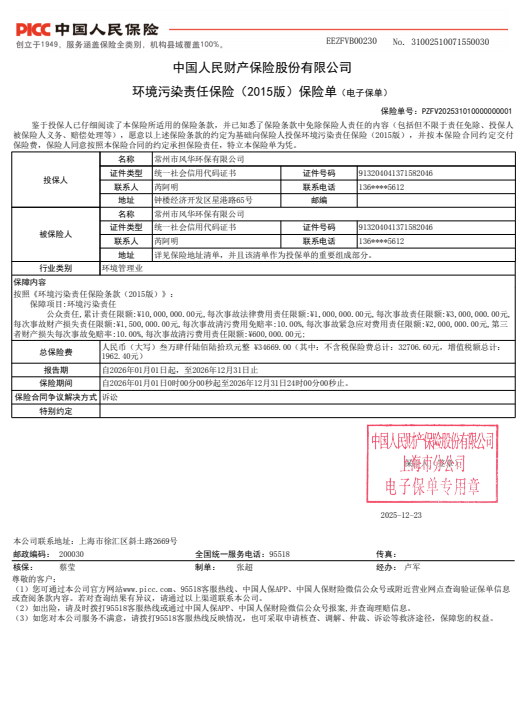 PICC 中国人民保险
创立于1949，服务涵盖保险全类别，机构县域覆盖100%。
EEZFVB00230 No. 31002510071550030
中国人民财产保险股份有限公司
环境污染责任保险（2015版）保险单（电子保单）
保险单号：PZFV202531010000000001
鉴于投保人已仔细阅读了本保险所适用的保险条款，并已知悉了保险条款中免除保险人责任的内容（包括但不限于责任免除、投保人
被保险人义务、赔偿处理等），愿意以上述保险条款的约定为基础向保险人投保环境污染责任保险（2015版），并按本保险合同约定交付
保险费，保险人同意按照本保险合同的约定承担保险责任，特立本保险单为凭。
投保人
名称 常州市风华环保有限公司
证件类型 统一社会信用代码证书 证件号码 913204041371582046
联系人 芮阿明 联系电话 136****5612
地址 钟楼经济开发区星港路65号 邮编
被保险人
名称 常州市风华环保有限公司
证件类型 统一社会信用代码证书 证件号码 913204041371582046
联系人 芮阿明 联系电话 136****5612
地址 详见保险地址清单，并且该清单作为投保单的重要组成部分。
行业类别 环境管理业
保障内容
按照《环境污染责任保险条款（2015版）》：
保障项目：环境污染责任
公众责任，累计责任限额：¥10,000,000.00元，每次事故法律费用责任限额：¥1,000,000.00元，每次事故责任限额：¥3,000,000.00元，
每次事故财产损失责任限额：¥1,500,000.00元，每次事故清污费用免赔率：10.00%，每次事故紧急应对费用责任限额：¥2,000,000.00元，第三
者财产损失每次事故免赔率：10.00%，每次事故清污费用责任限额：¥600,000.00元；
总保险费 人民币（大写）叁万肆仟陆佰陆拾玖元整 ¥34669.00（其中：不含税保险费总计：32706.60元，增值税额总计：
1962.40元）
报告期 自2026年01月01日起，至2026年12月31日止
保险期间 自2026年01月01日0时00分00秒起至2026年12月31日24时00分00秒止。
保险合同争议解决方式 诉讼
特别约定
中国人民财产保险股份有限公司
上海市分公司
电子保单专用章
2025-12-23
本公司联系地址：上海市徐汇区斜土路2669号
邮政编码： 200030 全国统一服务电话：95518 传真：
核保： 蔡莹 制单： 张超 经办： 卢军
尊敬的客户：
（1）您可通过本公司官方网站www.picc.com、95518客服热线、中国人保APP、中国人保财险微信公众号或附近营业网点查询验证保单信息
或查阅条款内容。若对查询结果有异议，请通过以上渠道联系本公司。
（2）如出险，请及时拨打95518客服热线或通过中国人保APP、中国人保财险微信公众号报案，并查询理赔信息。
（3）如您对本公司服务不满意，请拨打95518客服热线反映情况，也可采取申请核查、调解、仲裁、诉讼等救济途径，保障您的权益。